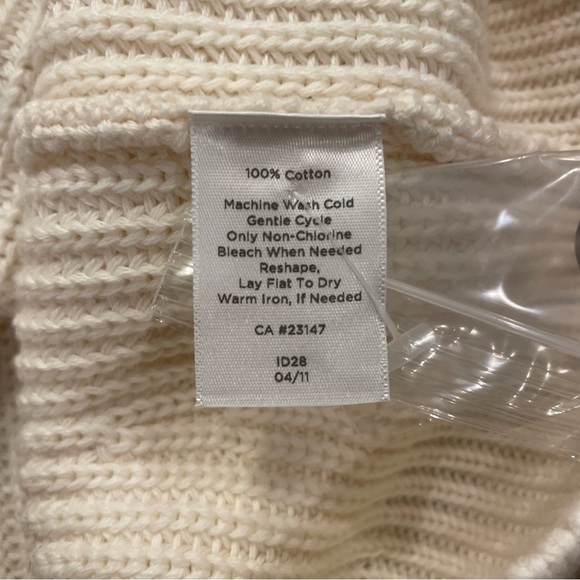 100% Cotton
Machine Wash Cold
Gentle Cycle
Only Non-Chlorine
Bleach When Needed
Reshape,
Lay Flat To Dry
Warm Iron, If Needed
CA #23147
ID28
04/11